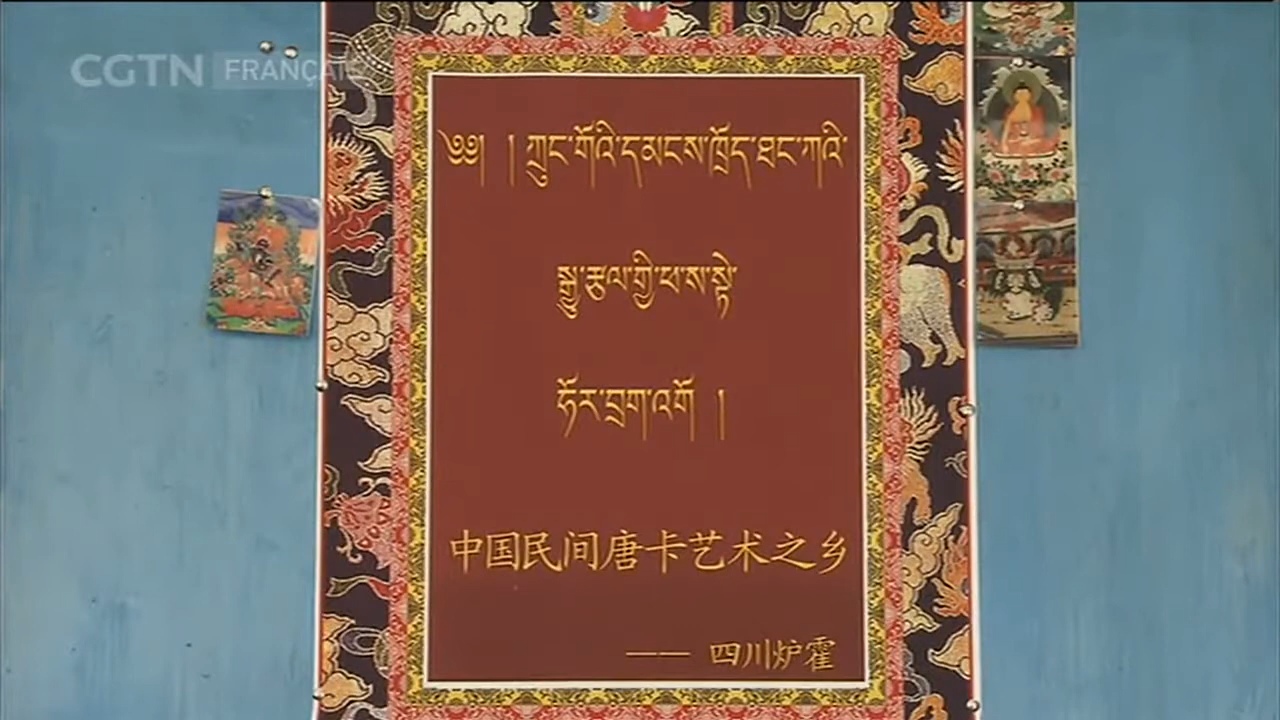 CGTN FRANÇAIS
༄༅། །ཀྲུང་གོའི་དམངས་ཁྲོད་ཐང་ཀའི་
སྒྱུ་རྩལ་གྱི་ཕ་ས་སྟེ་
ཧོར་བྲག་འགོ །
中国民间唐卡艺术之乡
—— 四川炉霍